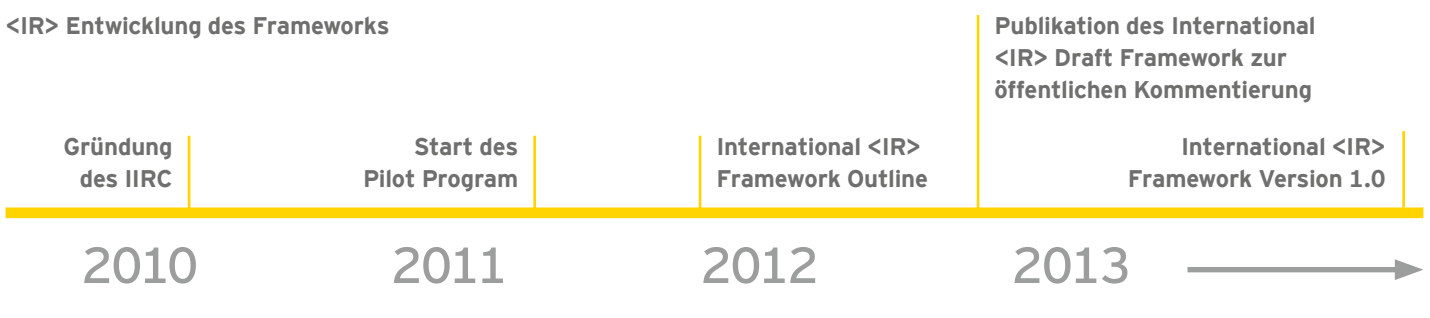 <IR> Entwicklung des Frameworks
Publikation des International
<IR> Draft Framework zur
öffentlichen Kommentierung
Gründung
des IIRC
Start des
Pilot Program
International <IR>
Framework Outline
International <IR>
Framework Version 1.0
2010
2011
2012
2013